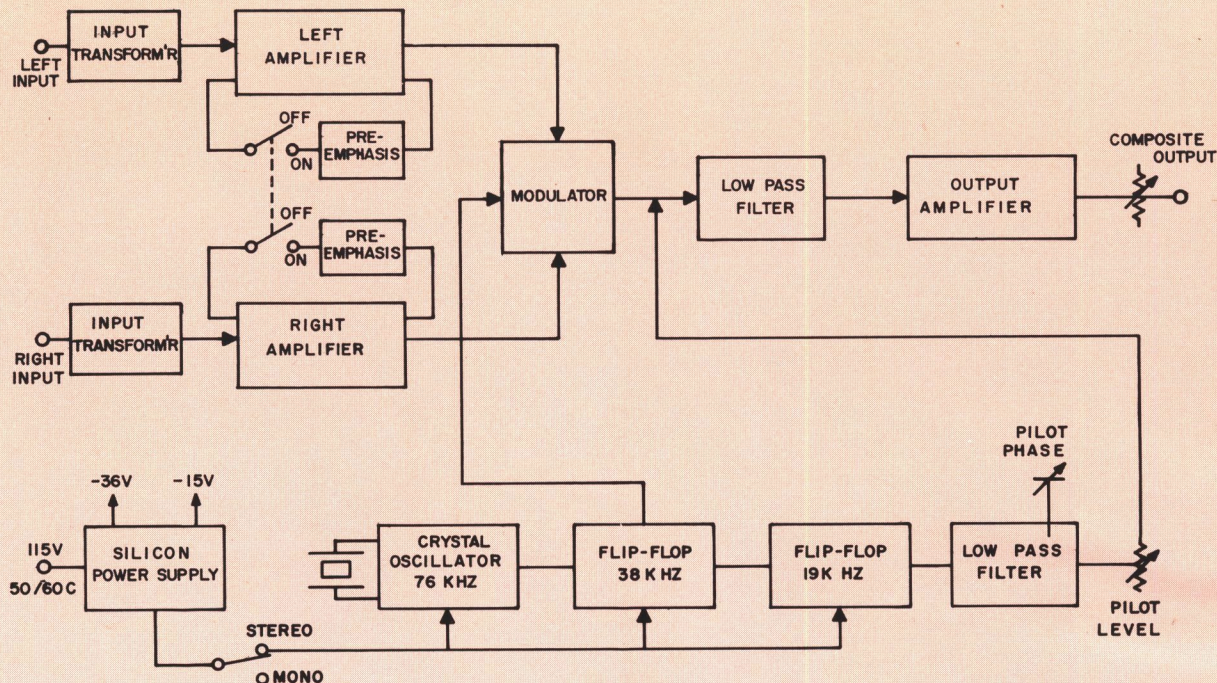 LEFT
INPUT
INPUT
TRANSFORM'R
LEFT
AMPLIFIER
OFF
ON
PRE-
EMPHASIS
OFF
ON
PRE-
EMPHASIS
RIGHT
INPUT
INPUT
TRANSFORM'R
RIGHT
AMPLIFIER
MODULATOR
LOW PASS
FILTER
OUTPUT
AMPLIFIER
COMPOSITE
OUTPUT
-36V
-15V
115V
50/60C
SILICON
POWER SUPPLY
STEREO
MONO
CRYSTAL
OSCILLATOR
76 KHZ
FLIP-FLOP
38 K HZ
FLIP-FLOP
19K HZ
PILOT
PHASE
LOW PASS
FILTER
PILOT
LEVEL